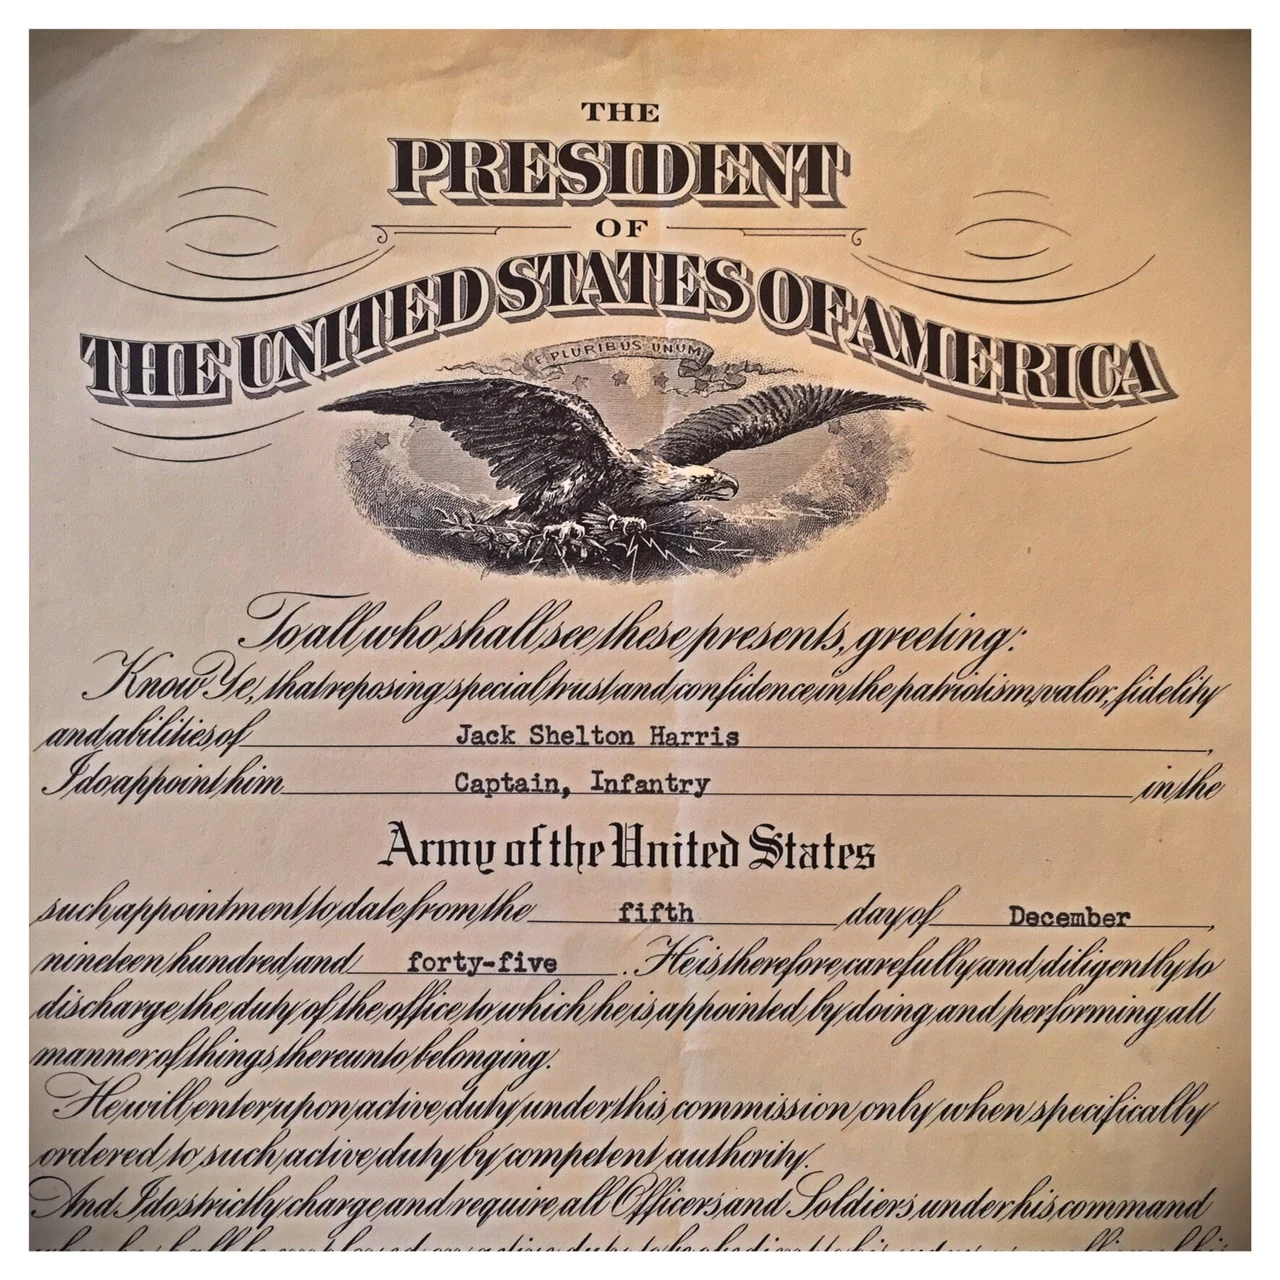 THE
PRESIDENT
OF
THE UNITED STATES OF AMERICA
E PLURIBUS UNUM
To all who shall see these presents, greeting:
Know Ye, that reposing special trust and confidence in the patriotism, valor, fidelity
and abilities of Jack Shelton Harris,
I do appoint him Captain, Infantry in the
Army of the United States
such appointment to date from the fifth day of December,
nineteen hundred and forty-five. He is therefore carefully and diligently to
discharge the duty of the office to which he is appointed by doing and performing all
manner of things thereunto belonging.
He will enter upon active duty under this commission only when specifically
ordered to such active duty by competent authority.
And I do strictly charge and require all Officers and Soldiers under his command